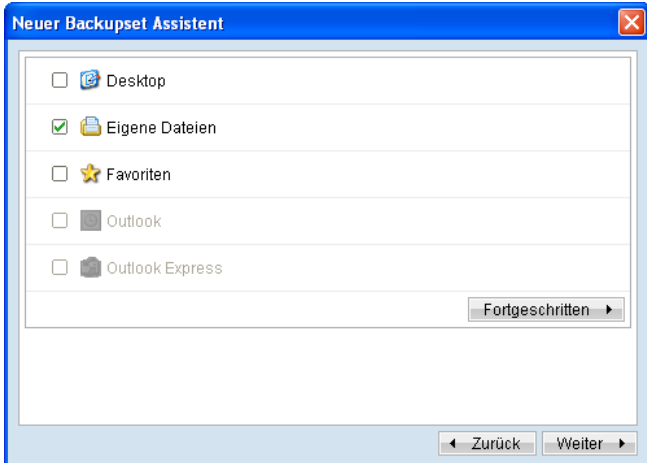 Neuer Backupset Assistent
Desktop
Eigene Dateien
Favoriten
Outlook
Outlook Express
Fortgeschritten
Zurück
Weiter